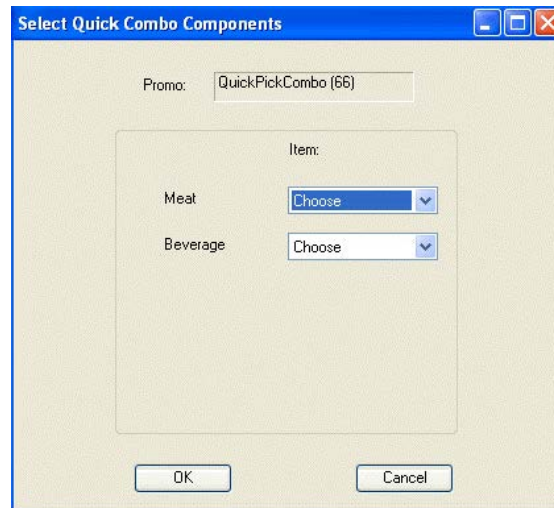 Select Quick Combo Components
Promo: QuickPickCombo (66)
Item:
Meat Choose
Beverage Choose
OK Cancel